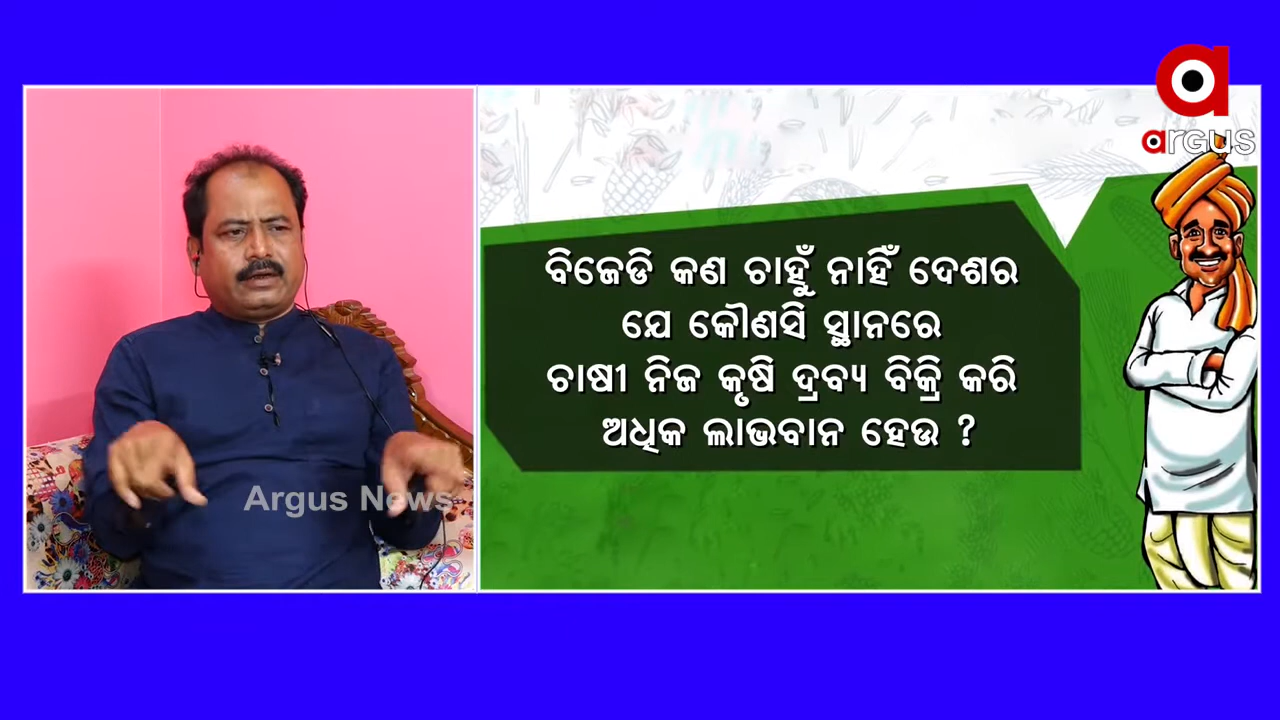 argus
ବିଜେଡି କଣ ଚାହୁଁ ନାହିଁ ଦେଶର
ଯେ କୌଣସି ସ୍ଥାନରେ
ଚାଷୀ ନିଜ କୃଷି ଦ୍ରବ୍ୟ ବିକ୍ରି କରି
ଅଧିକ ଲାଭବାନ ହେଉ ?
Argus News